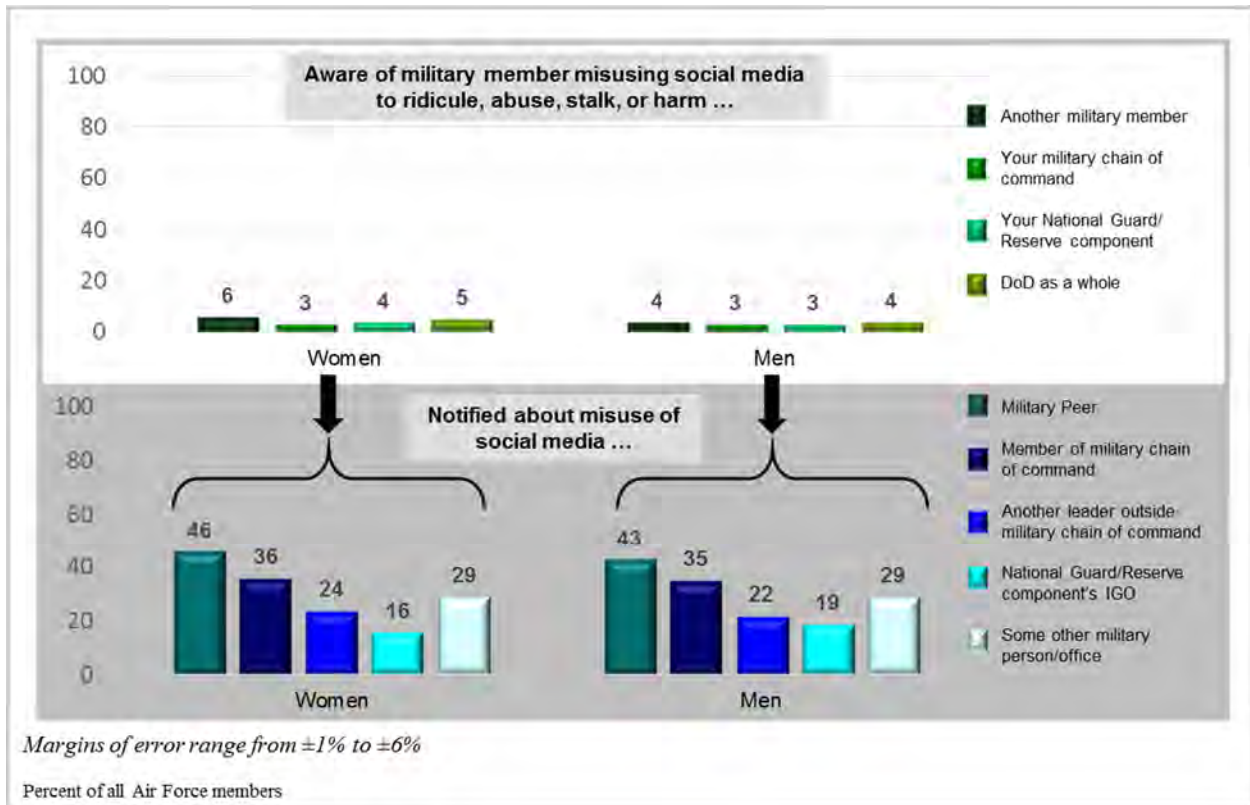 Aware of military member misusing social media
to ridicule, abuse, stalk, or harm ...
100
80
60
40
20
0
6
3
4
5
4
3
3
4
Women
Men
Another military member
Your military chain of
command
Your National Guard/
Reserve component
DoD as a whole
Notified about misuse of
social media ...
100
80
60
40
20
0
46
36
24
16
29
43
35
22
19
29
Women
Men
Military Peer
Member of military chain
of command
Another leader outside
military chain of command
National Guard/Reserve
component's IGO
Some other military
person/office
Margins of error range from ±1% to ±6%
Percent of all Air Force members